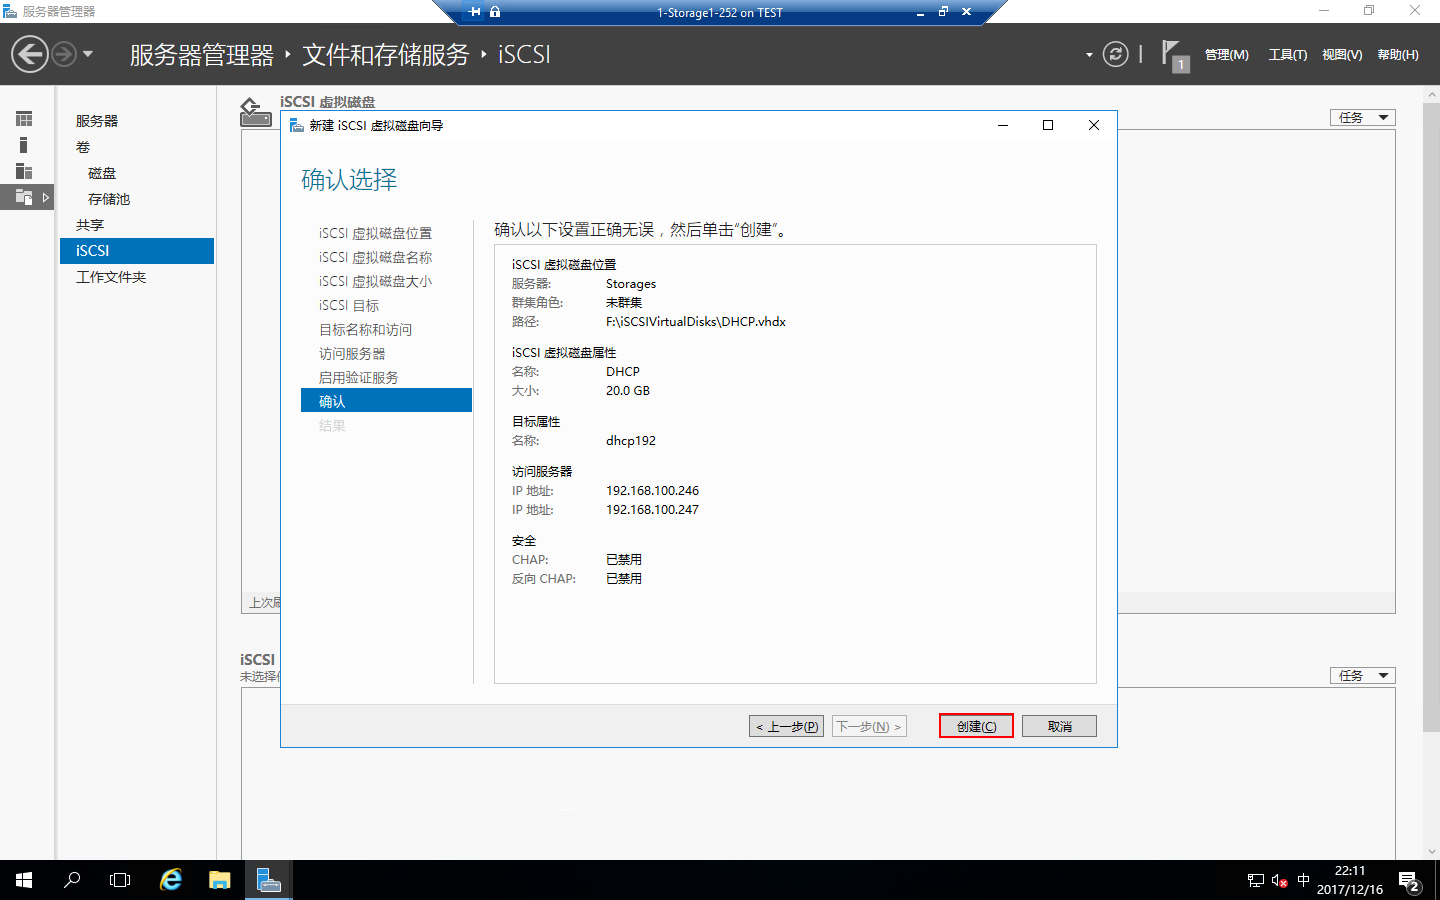 服务器管理器
1-Storage1-252 on TEST
服务器管理器 ‣ 文件和存储服务 ‣ iSCSI
1
管理(M) 工具(T) 视图(V) 帮助(H)
服务器
卷
磁盘
存储池
共享
iSCSI
工作文件夹
iSCSI 虚拟磁盘
任务
新建 iSCSI 虚拟磁盘向导
确认选择
iSCSI 虚拟磁盘位置
iSCSI 虚拟磁盘名称
iSCSI 虚拟磁盘大小
iSCSI 目标
目标名称和访问
访问服务器
启用验证服务
确认
结果
确认以下设置正确无误，然后单击“创建”。
iSCSI 虚拟磁盘位置
服务器: Storages
群集角色: 未群集
路径: F:\iSCSIVirtualDisks\DHCP.vhdx
iSCSI 虚拟磁盘属性
名称: DHCP
大小: 20.0 GB
目标属性
名称: dhcp192
访问服务器
IP 地址: 192.168.100.246
IP 地址: 192.168.100.247
安全
CHAP: 已禁用
反向 CHAP: 已禁用
< 上一步(P) 下一步(N) > 创建(C) 取消
上次
iSCSI
未选择
任务
中
22:11
2017/12/16
2